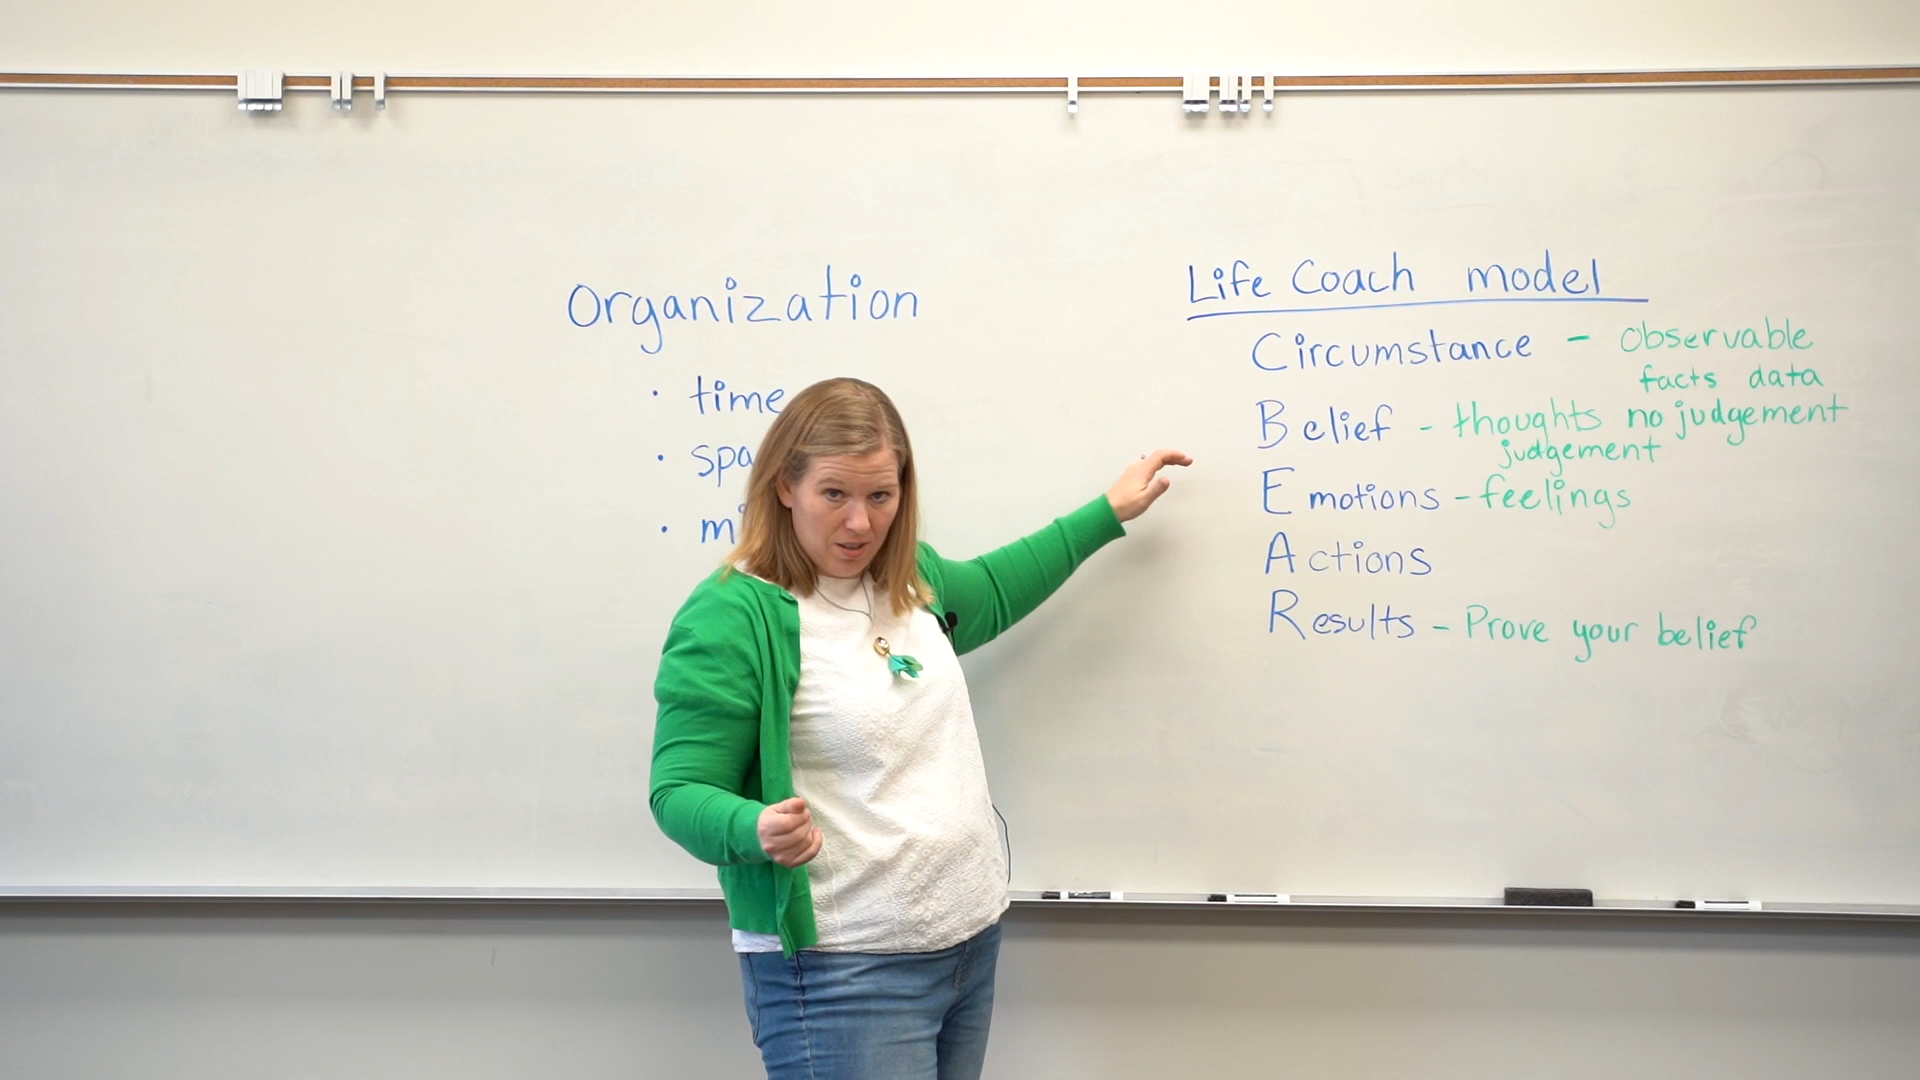 Organization
· time
·
·
Life Coach model
Circumstance - Observable
facts data
no judgement
Belief - thoughts
judgement
Emotions - feelings
Actions
Results - Prove your belief